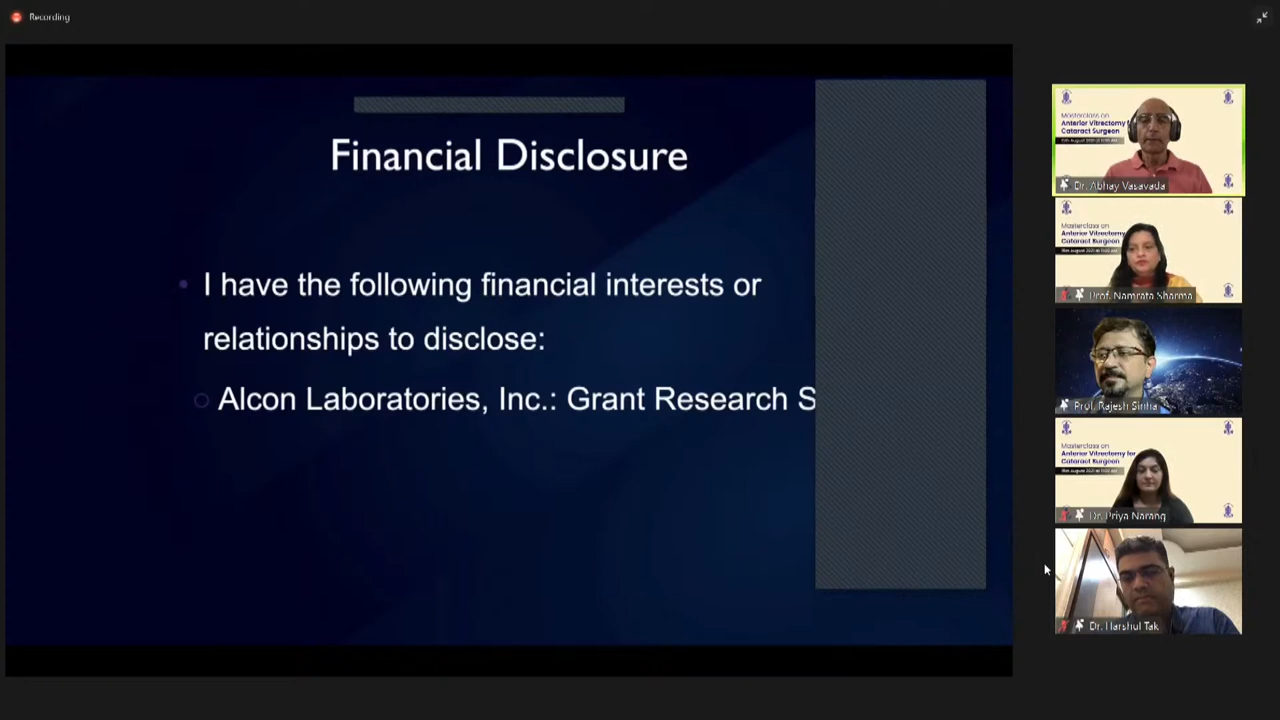 Recording
Financial Disclosure
I have the following financial interests or
relationships to disclose:
Alcon Laboratories, Inc.: Grant Research S
Masterclass on
Anterior Vitrectomy for
Cataract Surgeon
Dr. Abhay Vasavada
Masterclass on
Anterior Vitrectomy
Cataract Surgeon
Prof. Namrata Sharma
Prof. Rajesh Sinha
Masterclass on
Anterior Vitrectomy for
Cataract Surgeon
Dr. Priya Narang
Dr. Harshul Tak